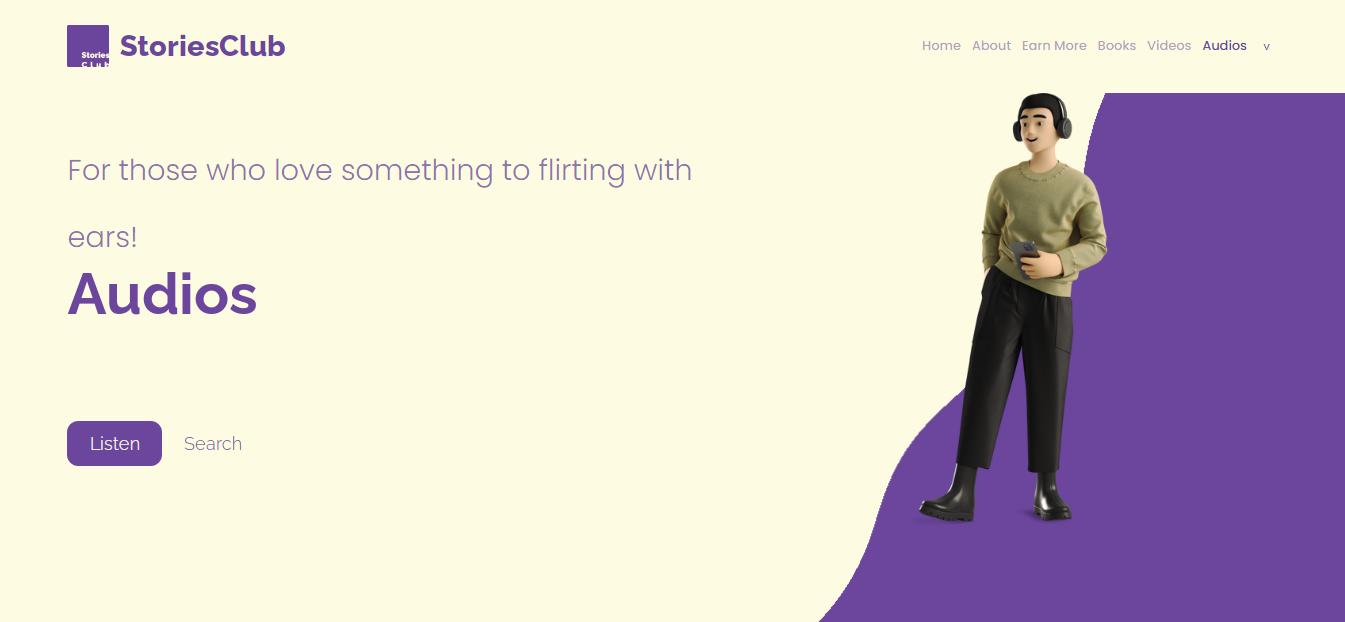 Stories
Club
StoriesClub
Home About Earn More Books Videos Audios v
For those who love something to flirting with
ears!
Audios
Listen Search